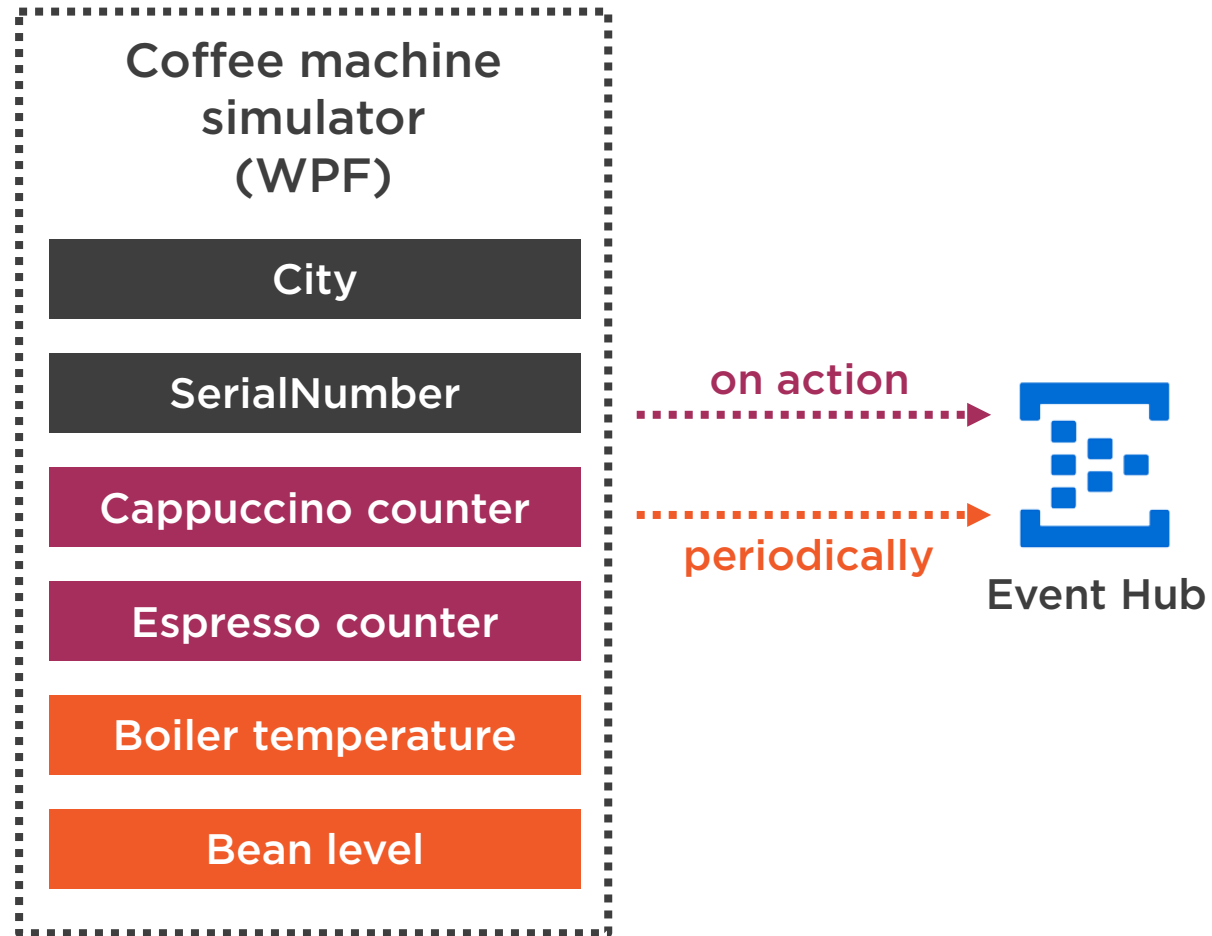 Coffee machine
simulator
(WPF)
City
SerialNumber
Cappuccino counter
Espresso counter
Boiler temperature
Bean level
on action
periodically
Event Hub